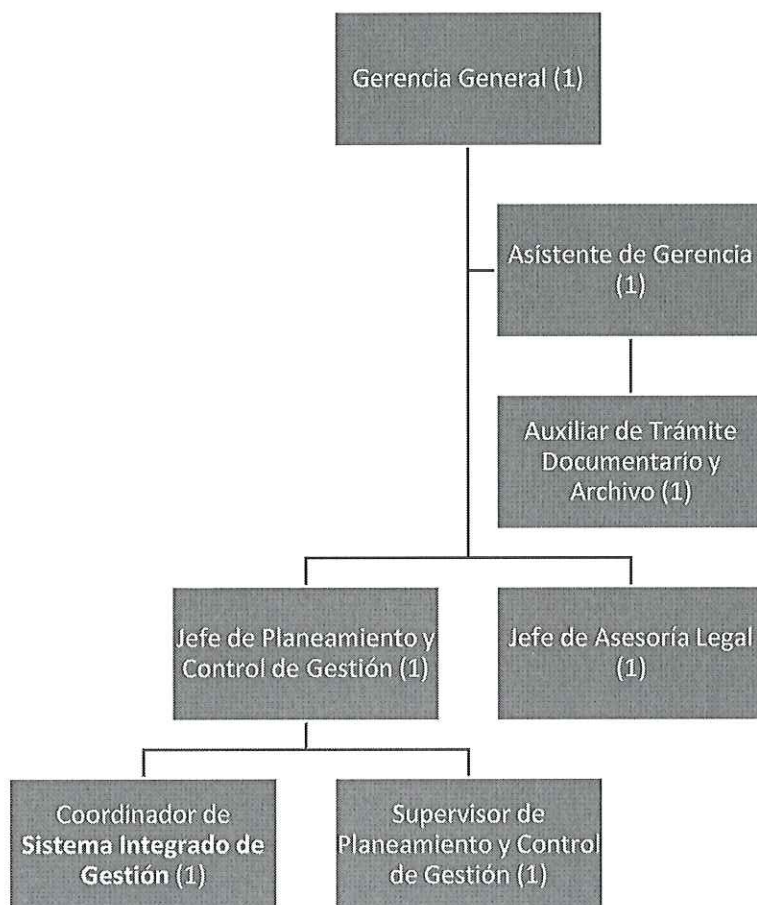 Gerencia General (1)
Asistente de Gerencia
(1)
Auxiliar de Trámite
Documentario y
Archivo (1)
Jefe de Planeamiento y
Control de Gestión (1)
Jefe de Asesoría Legal
(1)
Coordinador de
Sistema Integrado de
Gestión (1)
Supervisor de
Planeamiento y Control
de Gestión (1)